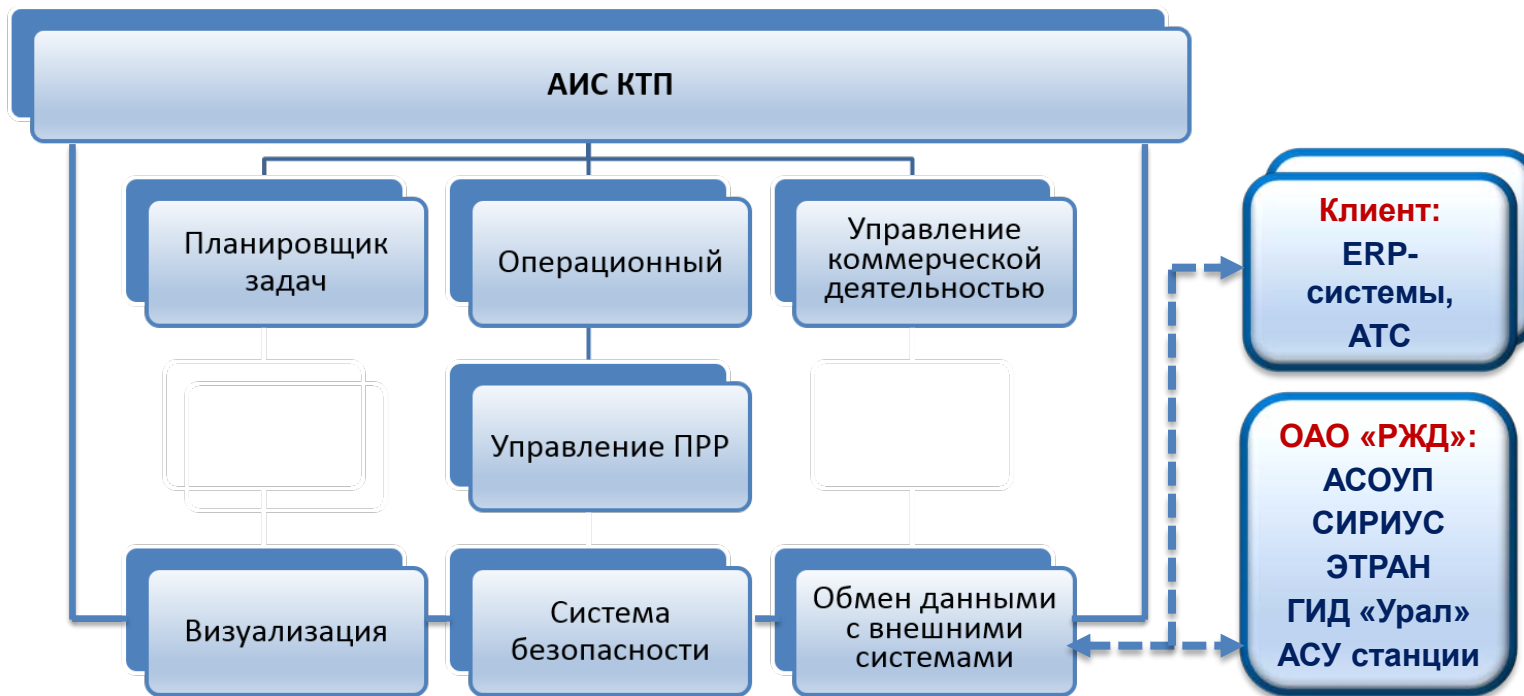 АИС КТП
Планировщик
задач
Операционный
Управление
коммерческой
деятельностью
Клиент:
ERP-
системы,
АТС
Управление ПРР
ОАО «РЖД»:
АСОУП
СИРИУС
ЭТРАН
ГИД «Урал»
АСУ станции
Визуализация
Система
безопасности
Обмен данными
с внешними
системами